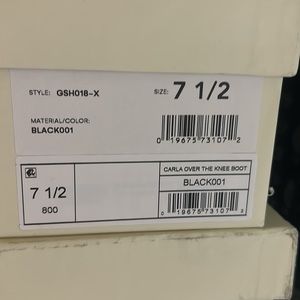 STYLE: GSH018-X SIZE: 7 1/2
MATERIAL/COLOR:
BLACK001
0 19675 73107 2
CARLA OVER THE KNEE BOOT
7 1/2 BLACK001
800
0 19675 73107 2